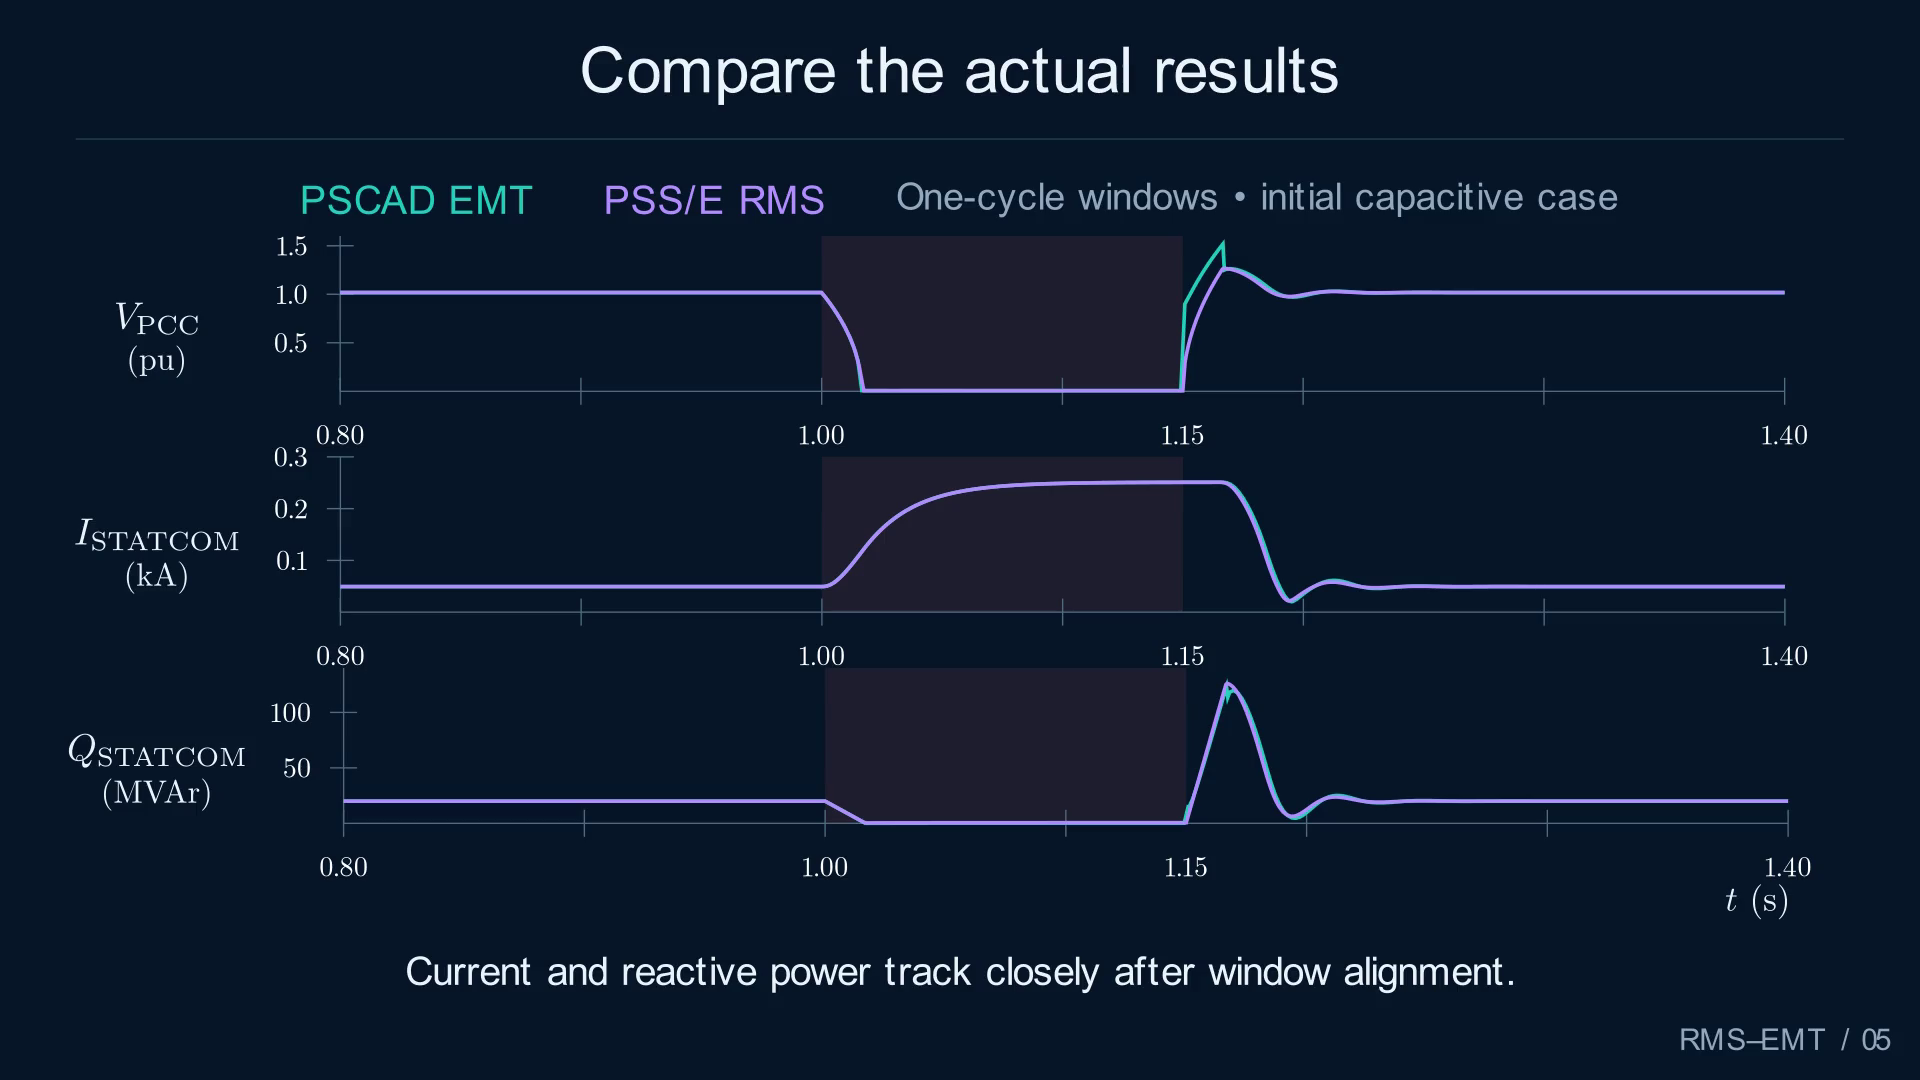 Compare the actual results
PSCAD EMT PSS/E RMS One-cycle windows • initial capacitive case
1.5
1.0
0.5
V_PCC
(pu)
0.80 1.00 1.15 1.40
0.3
0.2
0.1
I_STATCOM
(kA)
0.80 1.00 1.15 1.40
100
50
Q_STATCOM
(MVAr)
0.80 1.00 1.15 1.40
t (s)
Current and reactive power track closely after window alignment.
RMS–EMT / 05